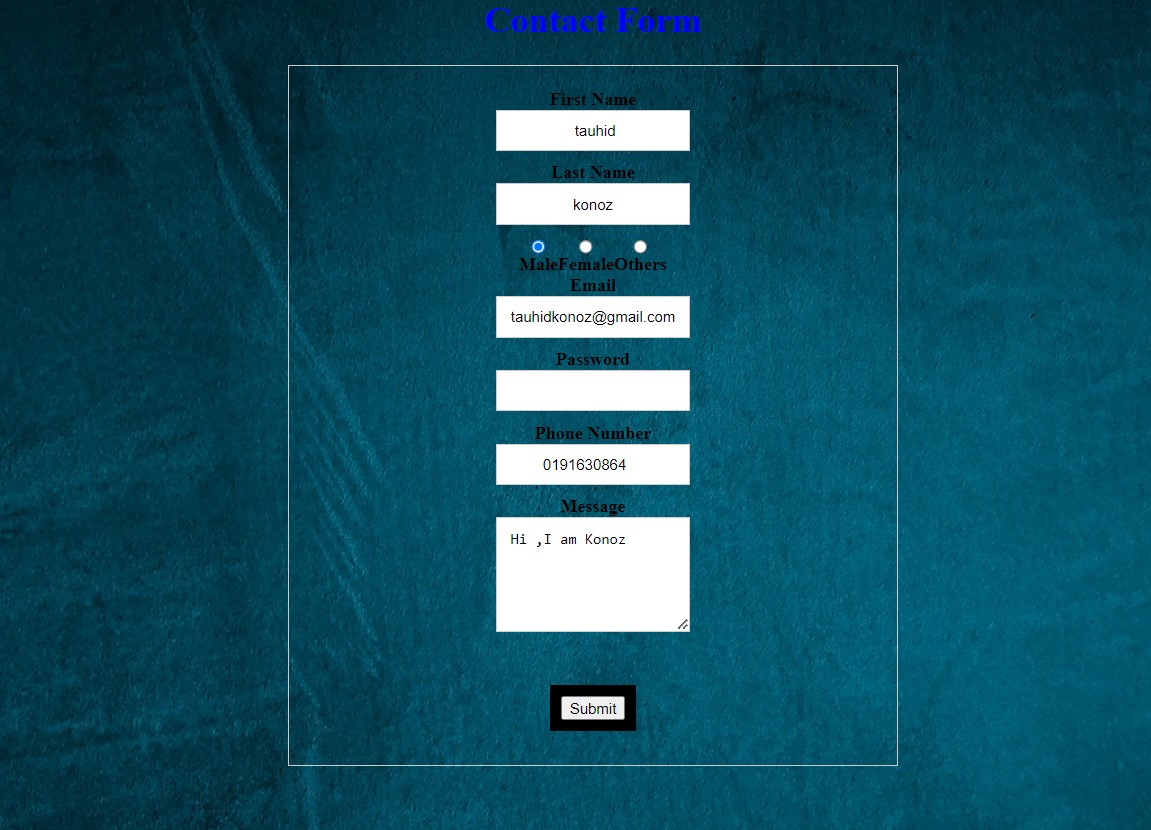 Contact Form
First Name
tauhid
Last Name
konoz
MaleFemaleOthers
Email
tauhidkonoz@gmail.com
Password
Phone Number
0191630864
Message
Hi ,I am Konoz
Submit